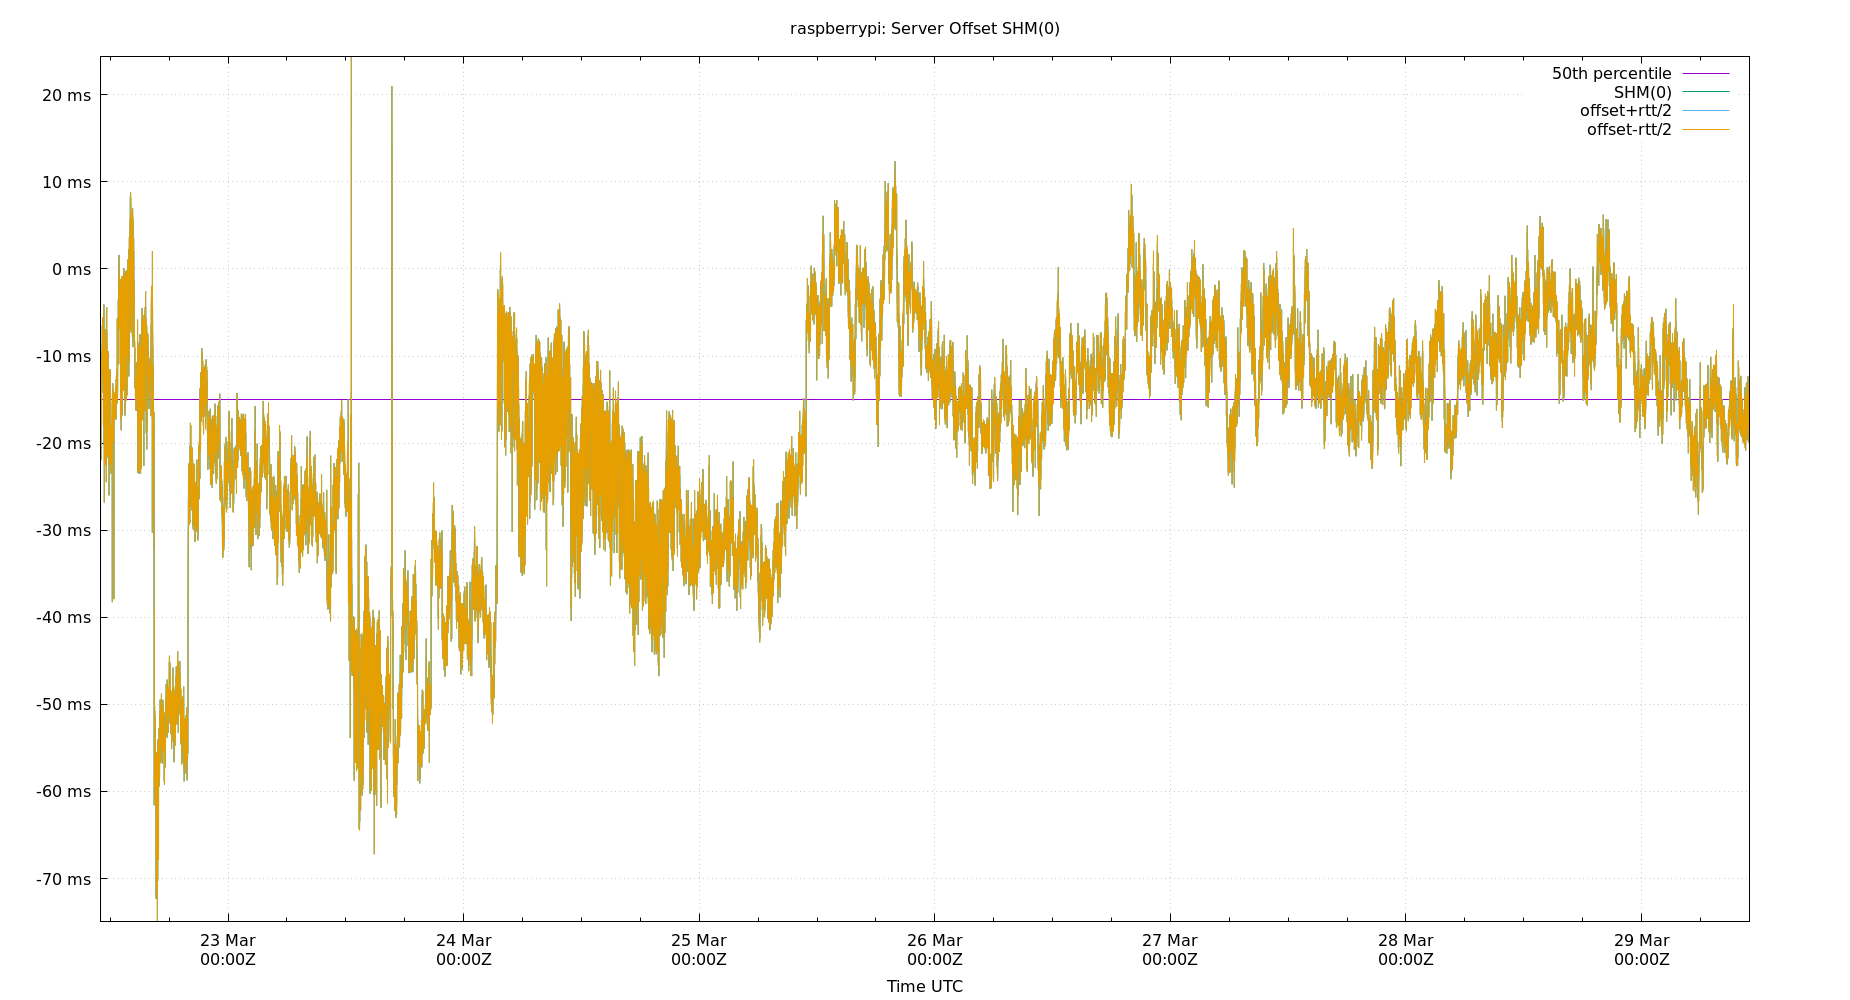 raspberrypi: Server Offset SHM(0)
50th percentile
SHM(0)
offset+rtt/2
offset-rtt/2
20 ms
10 ms
0 ms
-10 ms
-20 ms
-30 ms
-40 ms
-50 ms
-60 ms
-70 ms
23 Mar 24 Mar 25 Mar 26 Mar 27 Mar 28 Mar 29 Mar
00:00Z 00:00Z 00:00Z 00:00Z 00:00Z 00:00Z 00:00Z
Time UTC